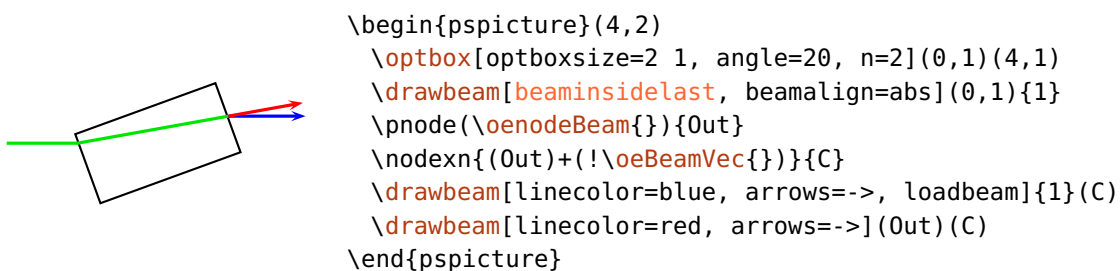 \begin{pspicture}(4,2)
  \optbox[optboxsize=2 1, angle=20, n=2](0,1)(4,1)
  \drawbeam[beaminsidelast, beamalign=abs](0,1){1}
  \pnode(\oenodeBeam{}){Out}
  \nodexn{(Out)+(!\oeBeamVec{})}{C}
  \drawbeam[linecolor=blue, arrows=->, loadbeam]{1}(C)
  \drawbeam[linecolor=red, arrows=->](Out)(C)
\end{pspicture}